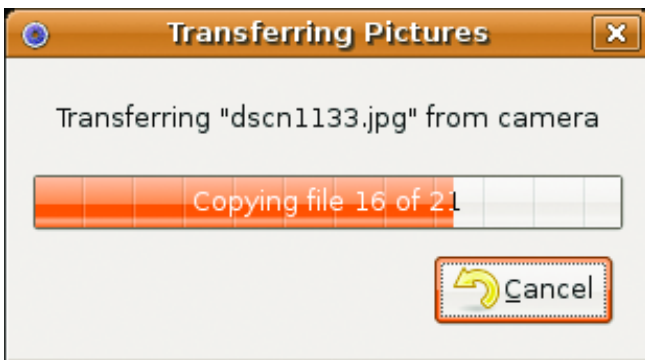 Transferring Pictures
Transferring "dscn1133.jpg" from camera
Copying file 16 of 21
Cancel